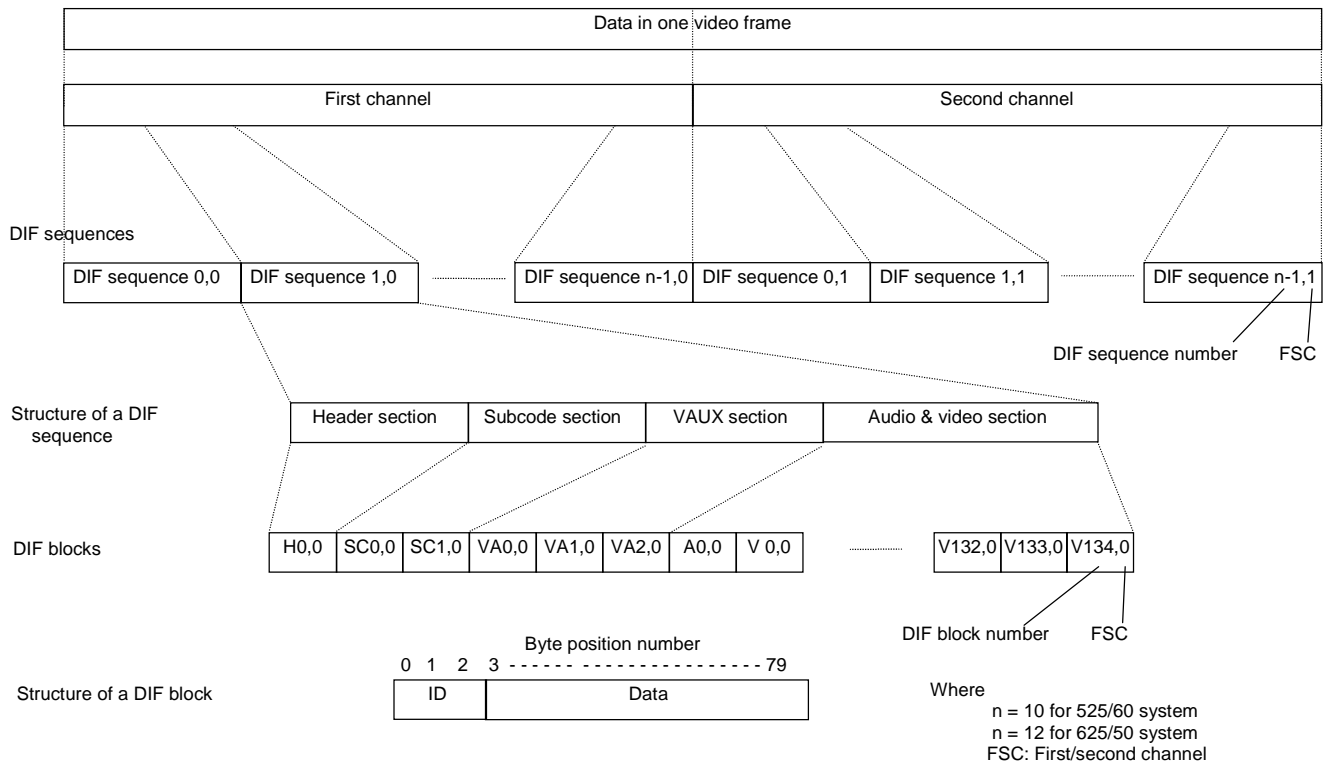 Data in one video frame
First channel
Second channel
DIF sequences
DIF sequence 0,0
DIF sequence 1,0
DIF sequence n-1,0
DIF sequence 0,1
DIF sequence 1,1
DIF sequence n-1,1
DIF sequence number
FSC
Structure of a DIF
sequence
Header section
Subcode section
VAUX section
Audio & video section
DIF blocks
H0,0
SC0,0
SC1,0
VA0,0
VA1,0
VA2,0
A0,0
V 0,0
V132,0
V133,0
V134,0
DIF block number
FSC
Byte position number
0 1 2 3 - - - - - - - - - - - - - - - - - - - - - - - 79
Structure of a DIF block
ID
Data
Where
n = 10 for 525/60 system
n = 12 for 625/50 system
FSC: First/second channel